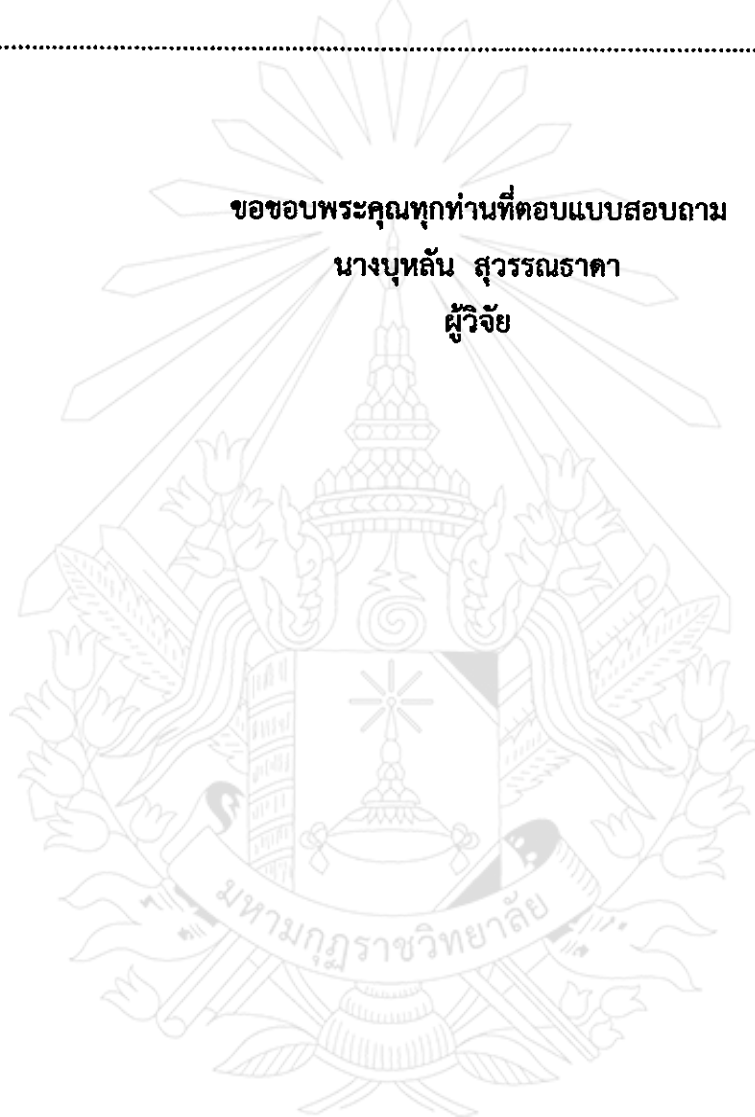 ขอขอบพระคุณทุกท่านที่ตอบแบบสอบถาม
นางบุหลัน สุวรรณธาดา
ผู้วิจัย
มหามกุฏราชวิทยาลัย